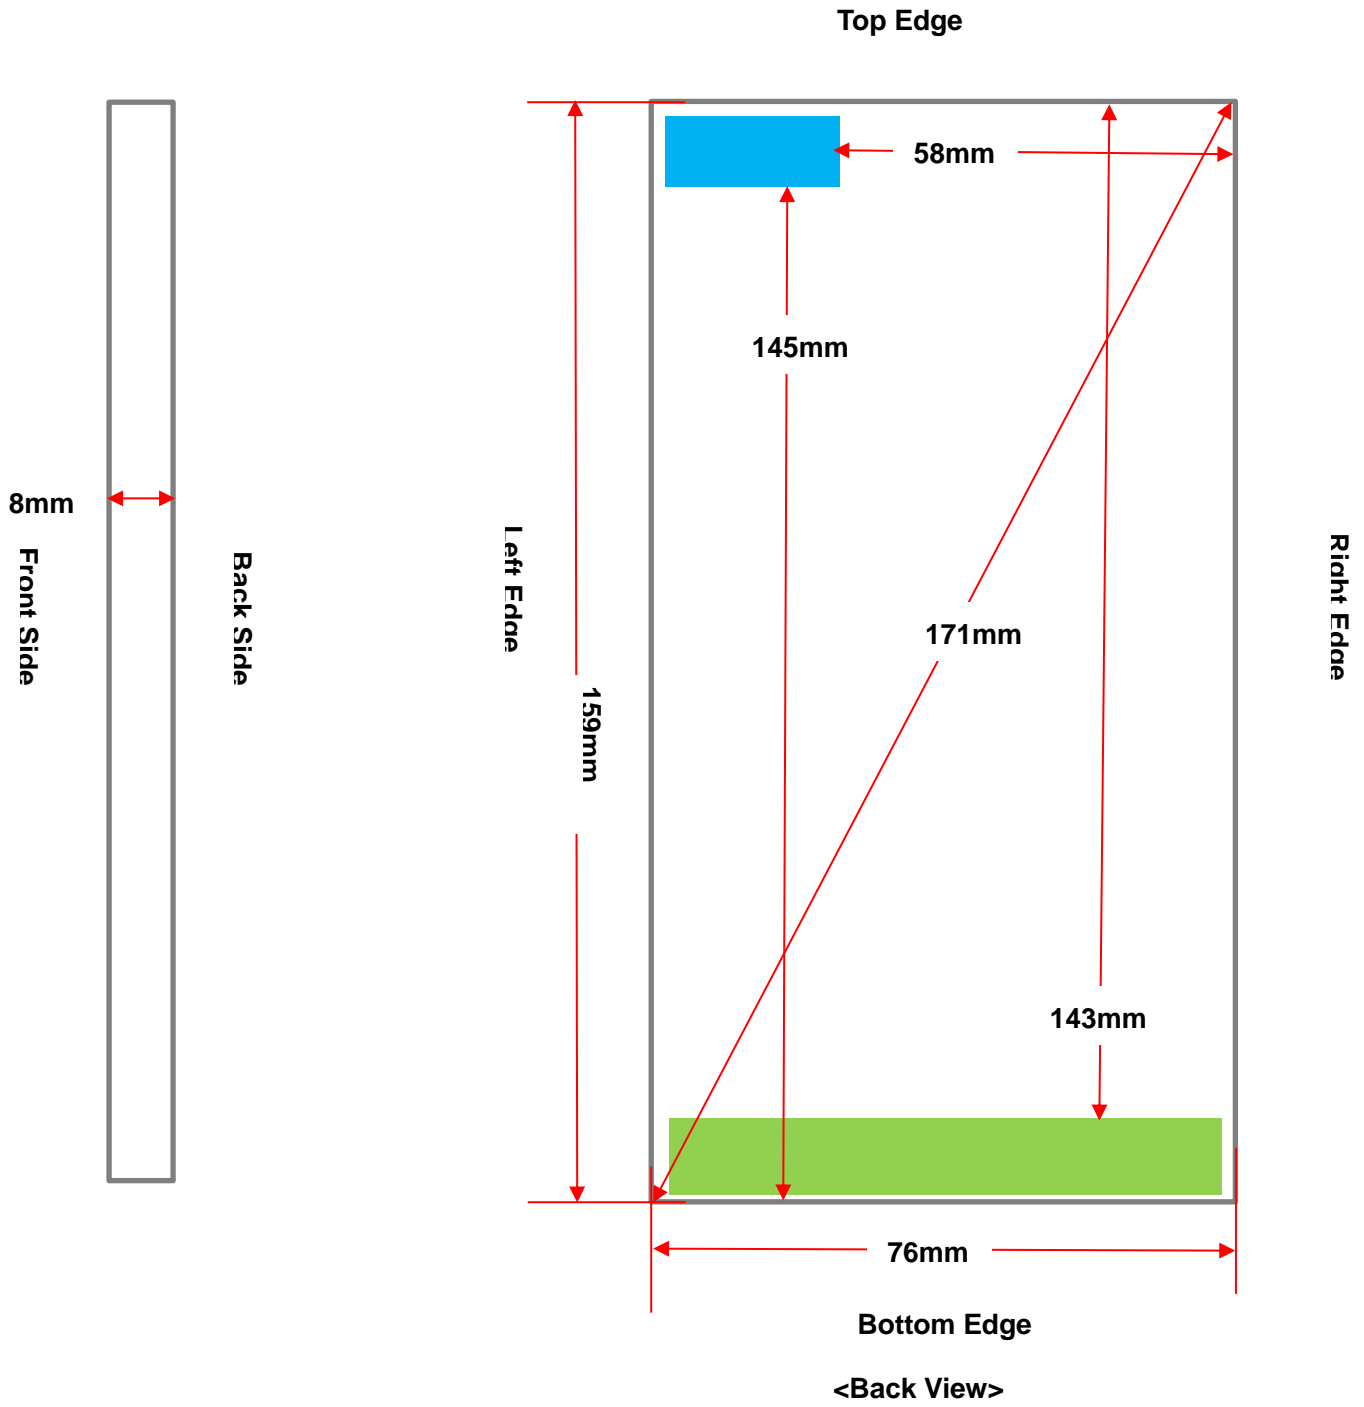 Top Edge
58mm
145mm
8mm
Front Side
Back Side
Left Edge
Right Edge
171mm
159mm
143mm
76mm
Bottom Edge
<Back View>